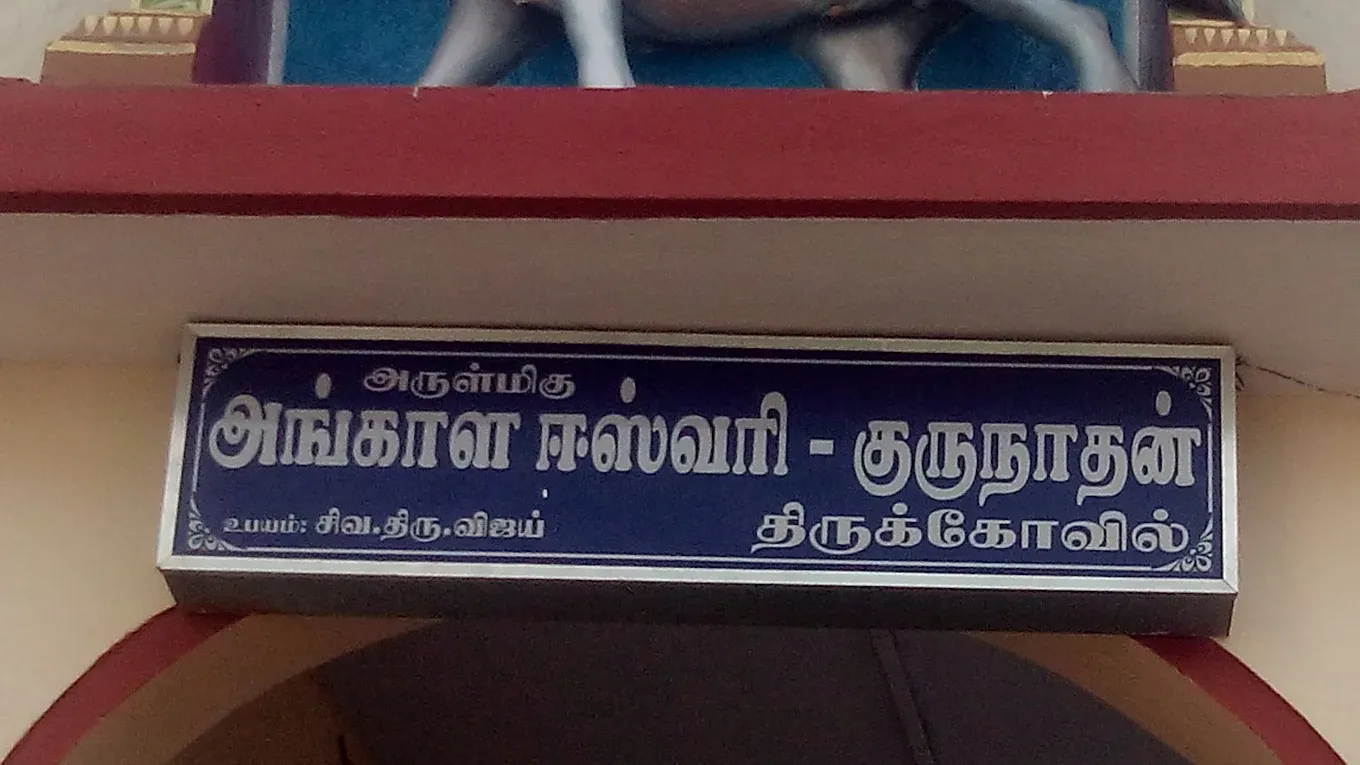 அருள்மிகு
அங்காள ஈஸ்வரி - குருநாதன்
திருக்கோவில்
உபயம்: சிவ.திரு.விஜய்